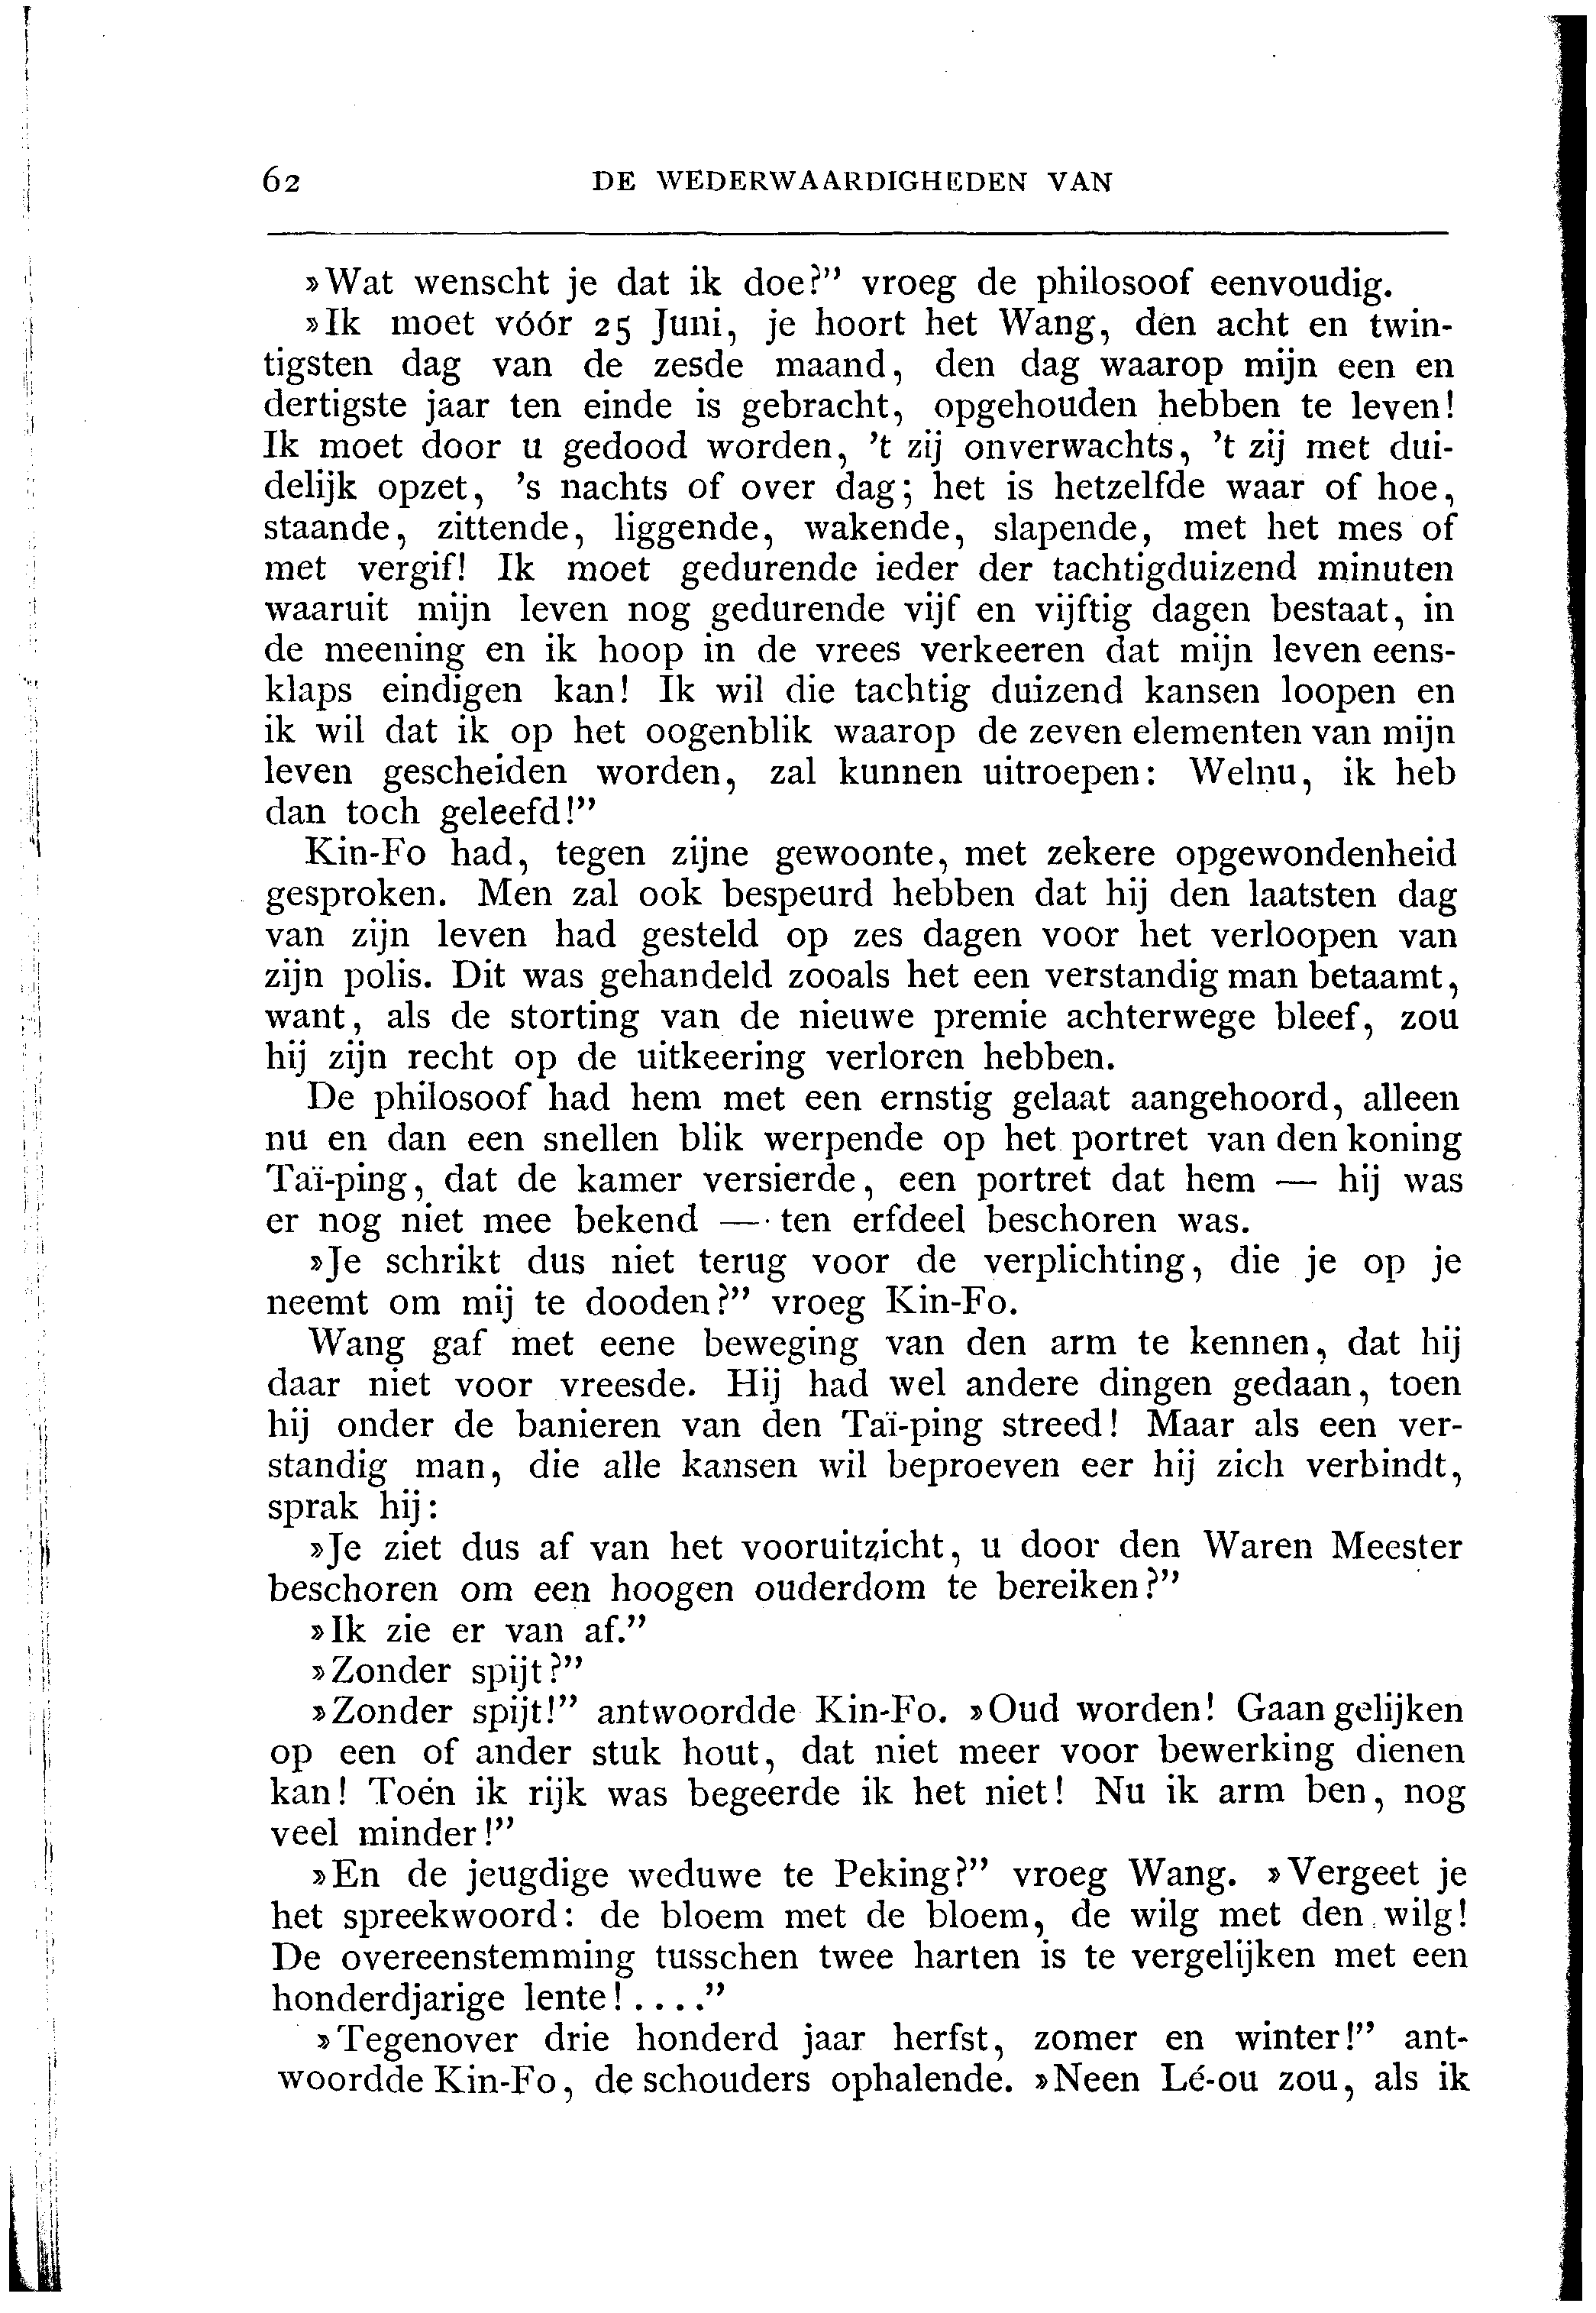 62 DE WEDERWAARDIGHEDEN VAN
»Wat wenscht je dat ik doe?” vroeg de philosoof eenvoudig.
»Ik moet vóór 25 Juni, je hoort het Wang, den acht en twin-
tigsten dag van de zesde maand, den dag waarop mijn een en
dertigste jaar ten einde is gebracht, opgehouden hebben te leven!
Ik moet door u gedood worden, ’t zij onverwachts, ’t zij met dui-
delijk opzet, ’s nachts of over dag; het is hetzelfde waar of hoe,
staande, zittende, liggende, wakende, slapende, met het mes of
met vergif! Ik moet gedurende ieder der tachtigduizend minuten
waaruit mijn leven nog gedurende vijf en vijftig dagen bestaat, in
de meening en ik hoop in de vrees verkeeren dat mijn leven eens-
klaps eindigen kan! Ik wil die tachtig duizend kansen loopen en
ik wil dat ik op het oogenblik waarop de zeven elementen van mijn
leven gescheiden worden, zal kunnen uitroepen: Welnu, ik heb
dan toch geleefd!”
Kin-Fo had, tegen zijne gewoonte, met zekere opgewondenheid
gesproken. Men zal ook bespeurd hebben dat hij den laatsten dag
van zijn leven had gesteld op zes dagen voor het verloopen van
zijn polis. Dit was gehandeld zooals het een verstandig man betaamt,
want, als de storting van de nieuwe premie achterwege bleef, zou
hij zijn recht op de uitkeering verloren hebben.
De philosoof had hem met een ernstig gelaat aangehoord, alleen
nu en dan een snellen blik werpende op het portret van den koning
Taï-ping, dat de kamer versierde, een portret dat hem — hij was
er nog niet mee bekend — ten erfdeel beschoren was.
»Je schrikt dus niet terug voor de verplichting, die je op je
neemt om mij te dooden?” vroeg Kin-Fo.
Wang gaf met eene beweging van den arm te kennen, dat hij
daar niet voor vreesde. Hij had wel andere dingen gedaan, toen
hij onder de banieren van den Taï-ping streed! Maar als een ver-
standig man, die alle kansen wil beproeven eer hij zich verbindt,
sprak hij:
»Je ziet dus af van het vooruitzicht, u door den Waren Meester
beschoren om een hoogen ouderdom te bereiken?”
»Ik zie er van af.”
»Zonder spijt?”
»Zonder spijt!” antwoordde Kin-Fo. »Oud worden! Gaan gelijken
op een of ander stuk hout, dat niet meer voor bewerking dienen
kan! Toén ik rijk was begeerde ik het niet! Nu ik arm ben, nog
veel minder!”
»En de jeugdige weduwe te Peking?” vroeg Wang. »Vergeet je
het spreekwoord: de bloem met de bloem, de wilg met den wilg!
De overeenstemming tusschen twee harten is te vergelijken met een
honderdjarige lente!....”
»Tegenover drie honderd jaar herfst, zomer en winter!” ant-
woordde Kin-Fo, de schouders ophalende. »Neen Lé-ou zou, als ik